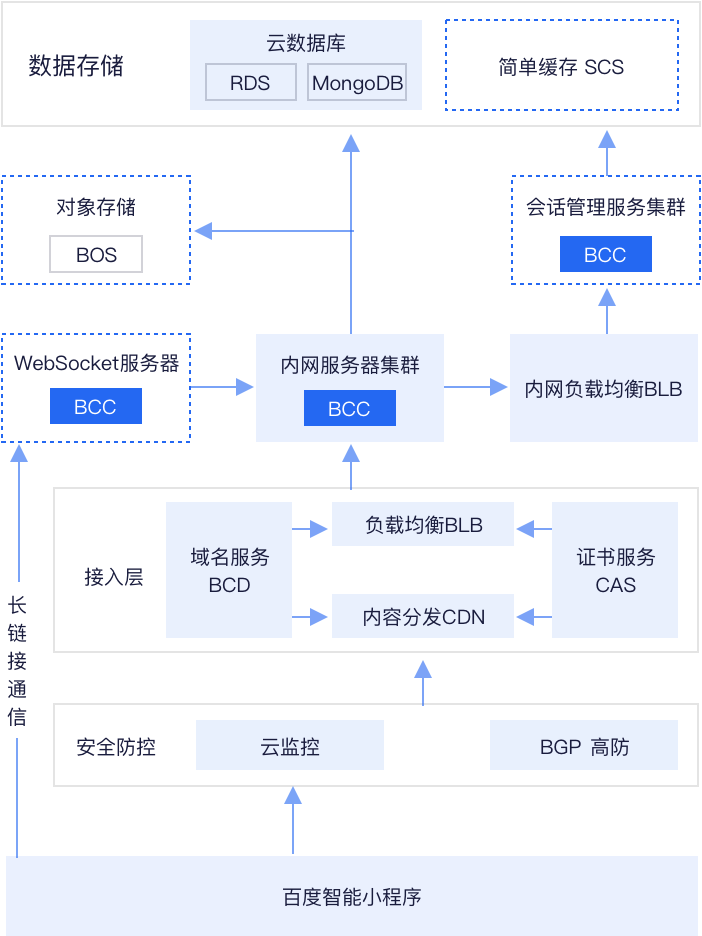 数据存储
云数据库
RDS
MongoDB
简单缓存 SCS
对象存储
BOS
会话管理服务集群
BCC
WebSocket服务器
BCC
内网服务器集群
BCC
内网负载均衡BLB
接入层
域名服务
BCD
负载均衡BLB
内容分发CDN
证书服务
CAS
长
链
接
通
信
安全防控
云监控
BGP 高防
百度智能小程序